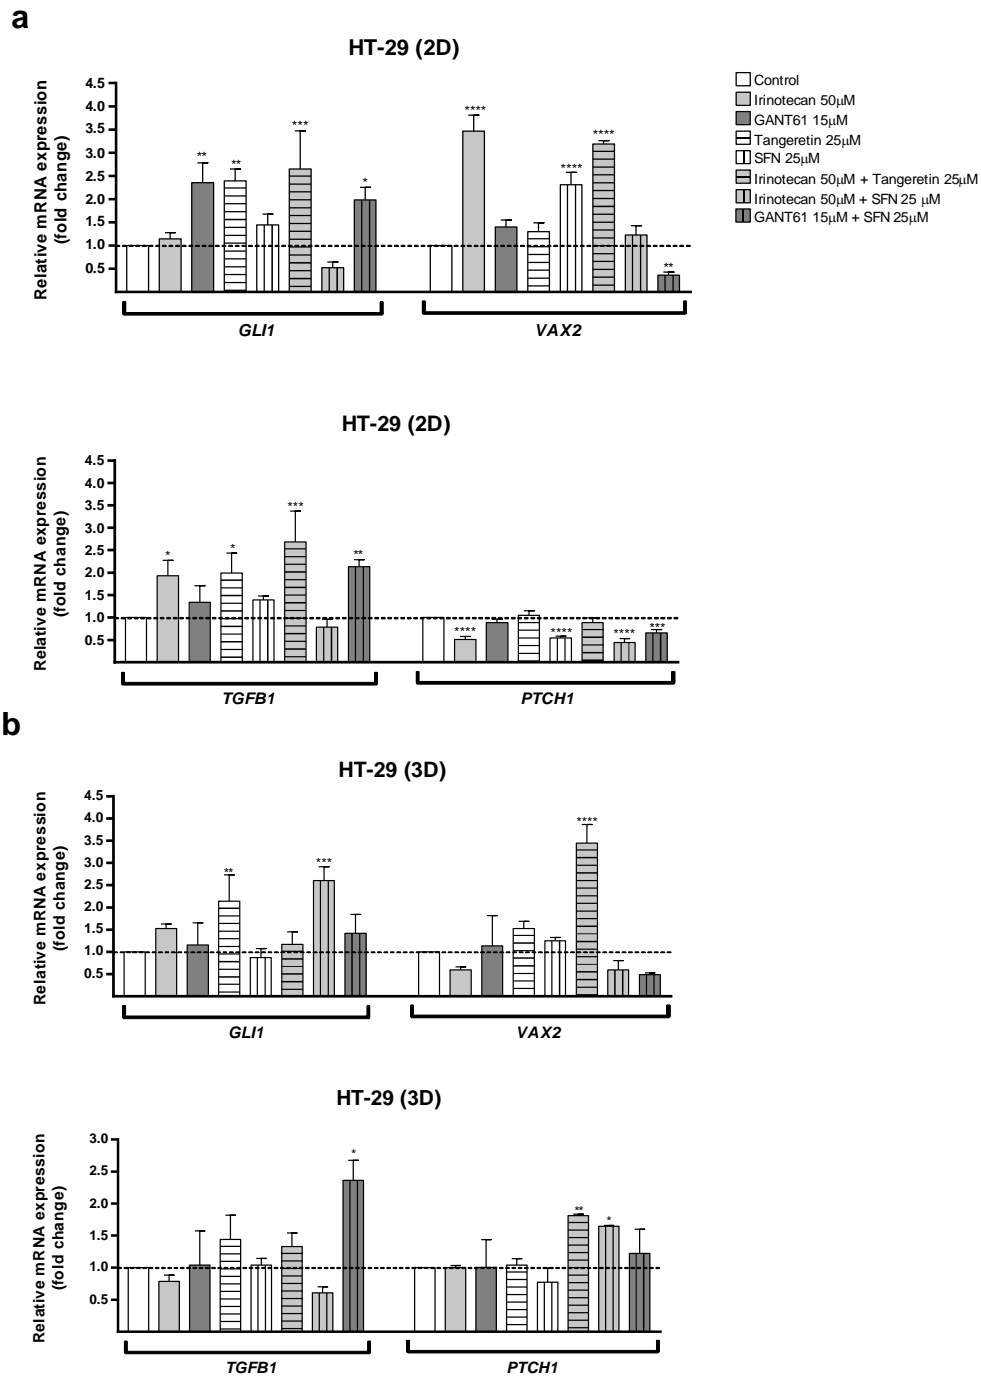 a
HT-29 (2D)
Relative mRNA expression
(fold change)
4.5
4.0
3.5
3.0
2.5
2.0
1.5
1.0
0.5
**
**
***
*
****
****
****
**
GLI1
VAX2
Control
Irinotecan 50μM
GANT61 15μM
Tangeretin 25μM
SFN 25μM
Irinotecan 50μM + Tangeretin 25μM
Irinotecan 50μM + SFN 25 μM
GANT61 15μM + SFN 25μM
HT-29 (2D)
Relative mRNA expression
(fold change)
4.5
4.0
3.5
3.0
2.5
2.0
1.5
1.0
0.5
*
*
***
**
****
****
****
***
TGFB1
PTCH1
b
HT-29 (3D)
Relative mRNA expression
(fold change)
4.5
4.0
3.5
3.0
2.5
2.0
1.5
1.0
0.5
**
***
****
GLI1
VAX2
HT-29 (3D)
Relative mRNA expression
(fold change)
3.0
2.5
2.0
1.5
1.0
0.5
*
**
*
TGFB1
PTCH1